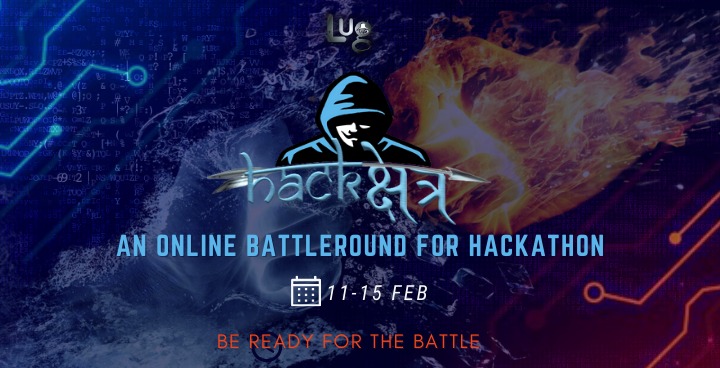 Lug
hackक्षेत्र
AN ONLINE BATTLEROUND FOR HACKATHON
11-15 FEB
BE READY FOR THE BATTLE